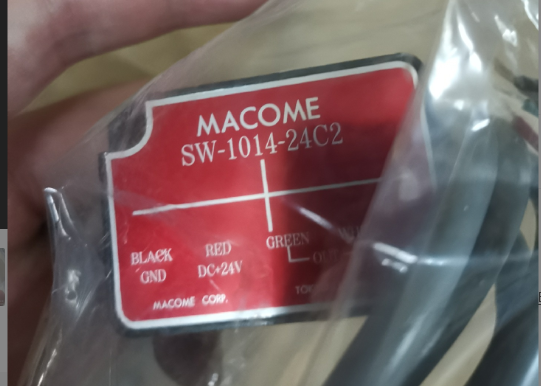 MACOME
SW-1014-24C2
BLACK RED GREEN
GND DC+24V
MACOME CORP.